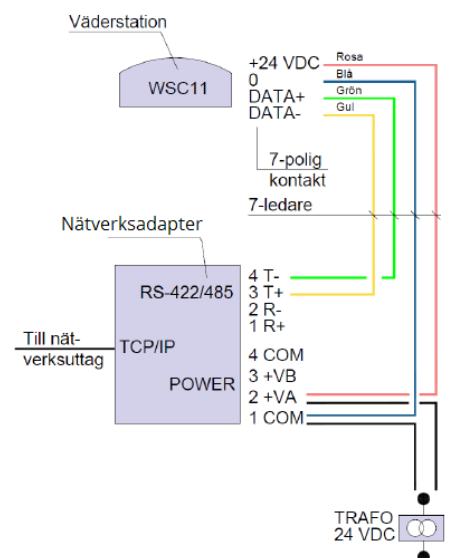 Väderstation
WSC11
+24 VDC
Rosa
0
Blå
DATA+
Grön
DATA-
Gul
7-polig
kontakt
7-ledare
Nätverksadapter
RS-422/485
4 T-
3 T+
2 R-
1 R+
Till nät-
verksuttag
TCP/IP
4 COM
3 +VB
POWER
2 +VA
1 COM
TRAFO
24 VDC